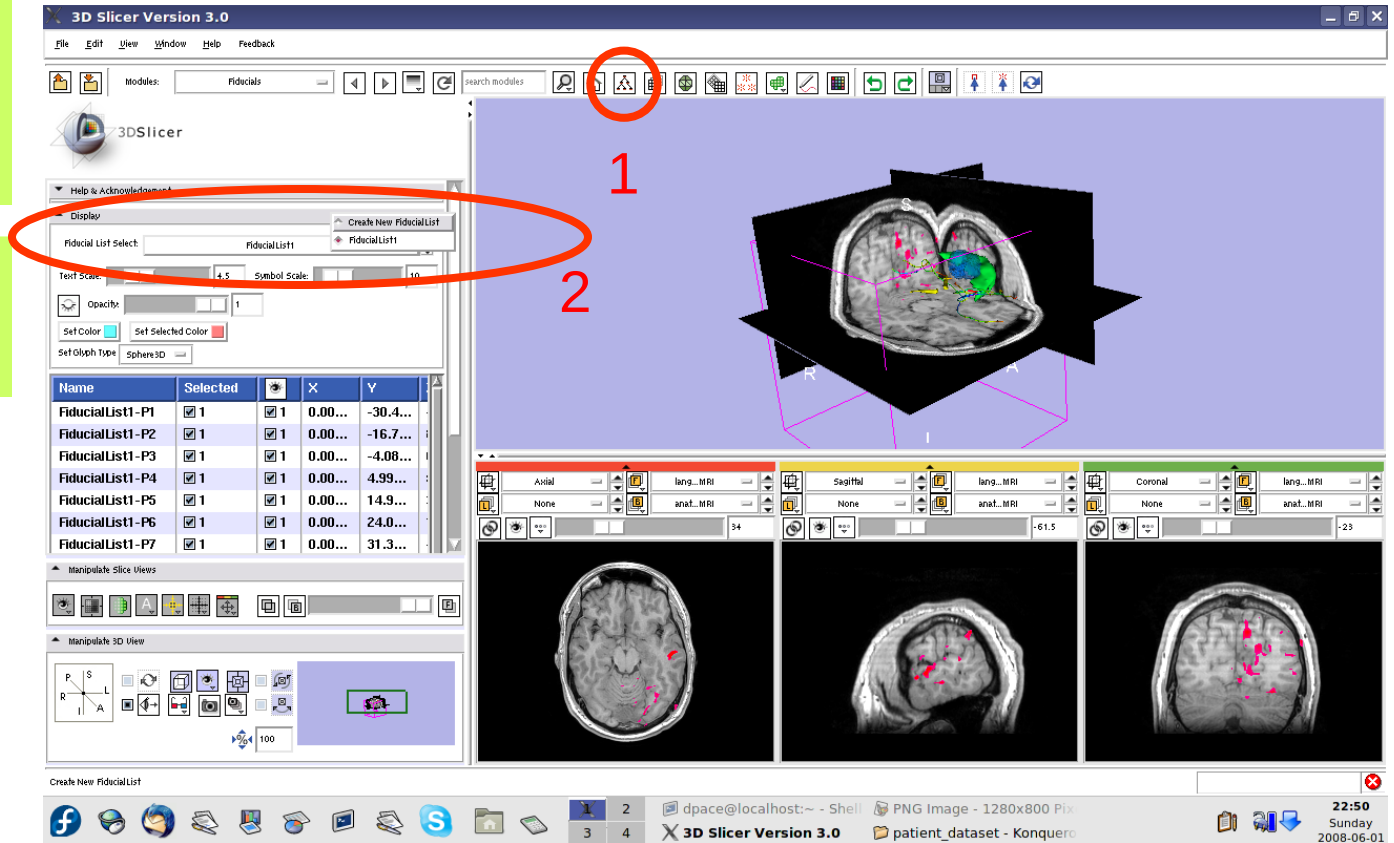 3D Slicer Version 3.0
File Edit View Window Help Feedback
Modules: Fiducials search modules
3DSlicer
1
Help & Acknowledgement
Display
Create New FiducialList
Fiducial List Select: FiducialList1
FiducialList1
Text Scale: 4.5 Symbol Scale: 10
2
Opacity: 1
Set Color Set Selected Color
Set Glyph Type Sphere3D
S
R
A
I
Name Selected X Y
FiducialList1-P1 1 1 0.00... -30.4...
FiducialList1-P2 1 1 0.00... -16.7...
FiducialList1-P3 1 1 0.00... -4.08...
FiducialList1-P4 1 1 0.00... 4.99...
FiducialList1-P5 1 1 0.00... 14.9...
FiducialList1-P6 1 1 0.00... 24.0...
FiducialList1-P7 1 1 0.00... 31.3...
Axial lang...MRI
None anat...MRI
34
Sagittal lang...MRI
None anat...MRI
-61.5
Coronal lang...MRI
None anat...MRI
-23
Manipulate Slice Views
Manipulate 3D View
P S
R L
I A
% 100
Create New FiducialList
1 2
3 4
dpace@localhost:~ - Shell
PNG Image - 1280x800 Pix
3D Slicer Version 3.0
patient_dataset - Konquero
22:50
Sunday
2008-06-01